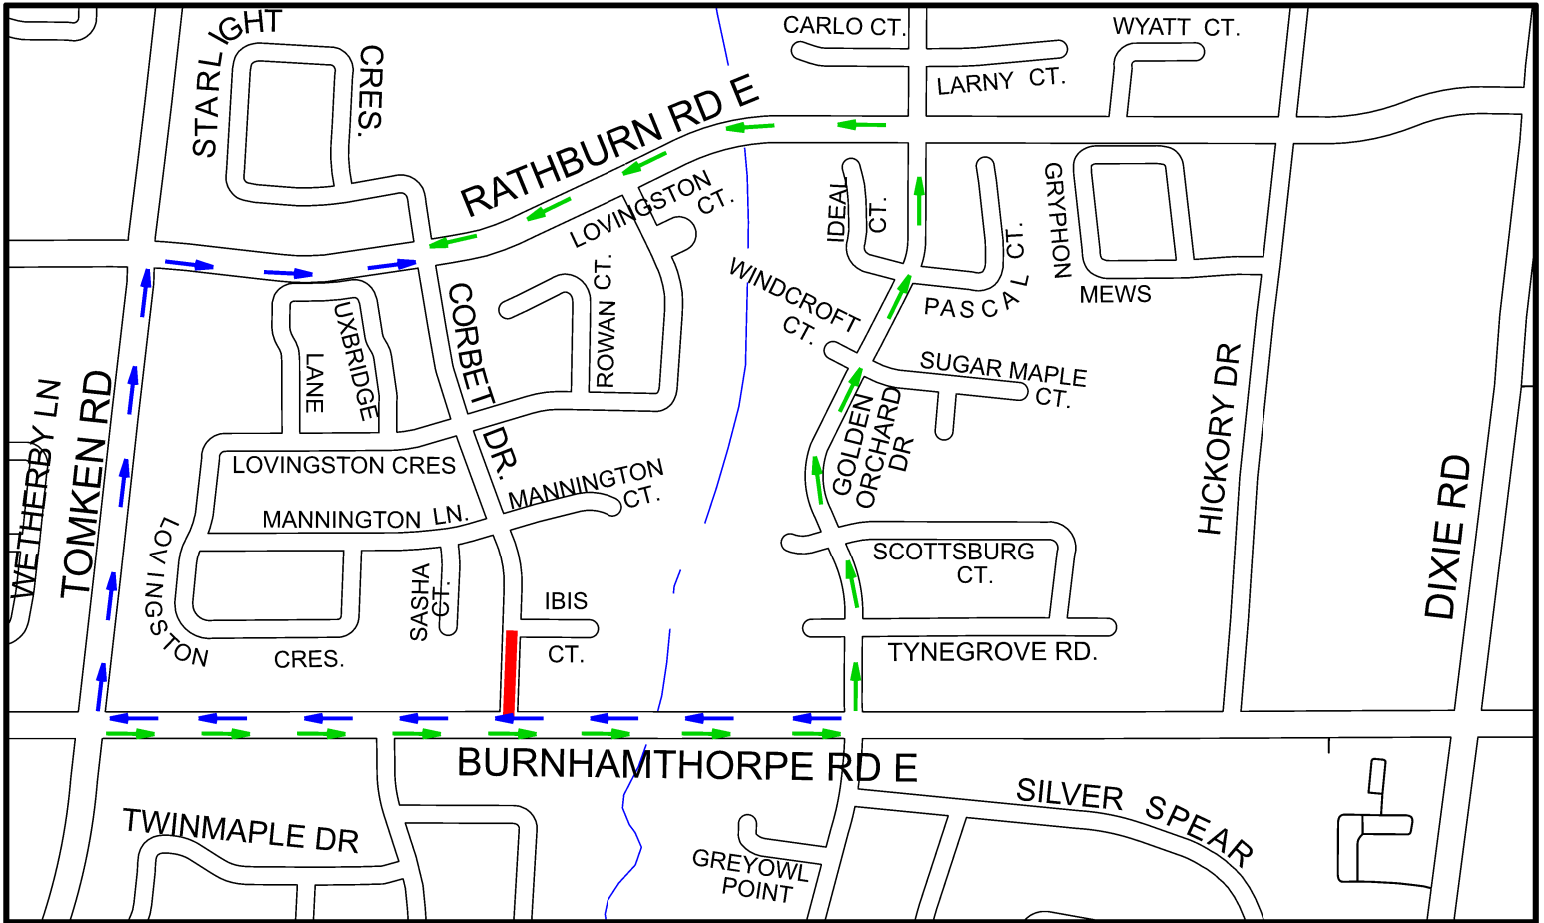 STARLIGHT
CRES.
CARLO CT.
WYATT CT.
LARNY CT.
RATHBURN RD E
LOVINGSTON
CT.
IDEAL
CT.
PASCAL CT.
GRYPHON
MEWS
WINDCROFT
CT.
SUGAR MAPLE
CT.
ROWAN CT.
CORBET DR.
UXBRIDGE
LANE
WETHERBY LN
TOMKEN RD
LOVINGSTON CRES
MANNINGTON LN.
MANNINGTON
CT.
GOLDEN
ORCHARD
DR
HICKORY DR
DIXIE RD
SCOTTSBURG
CT.
LOVINGSTON
CRES.
SASHA
CT.
IBIS
CT.
TYNEGROVE RD.
BURNHAMTHORPE RD E
TWINMAPLE DR
SILVER SPEAR
GREYOWL
POINT